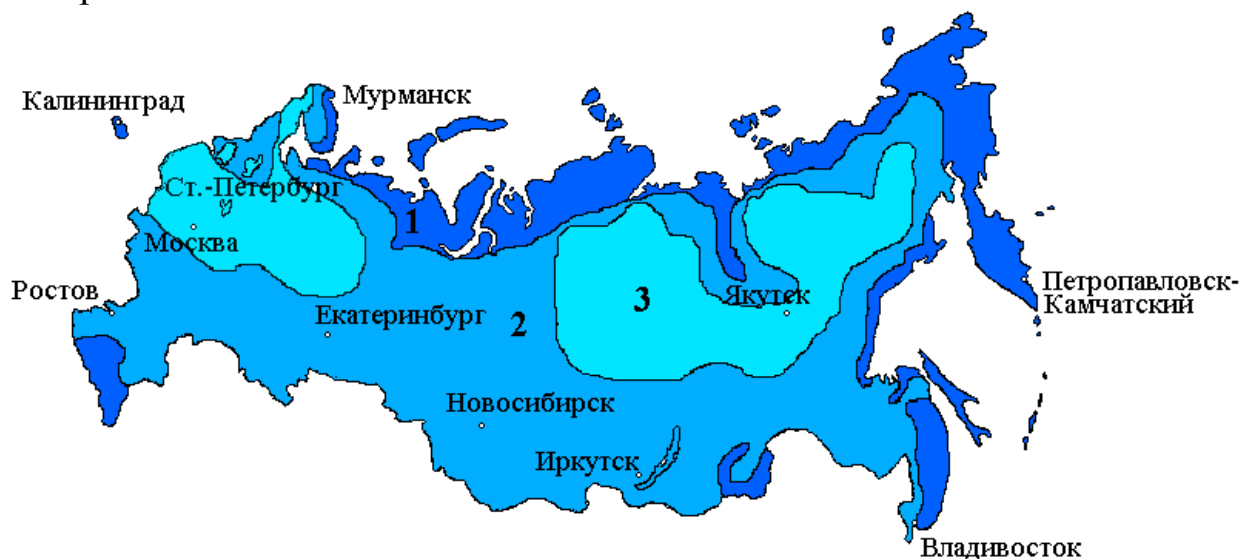 Мурманск
Калининград
Ст.-Петербург
1
Москва
Петропавловск-
Камчатский
Ростов
Якутск
3
Екатеринбург
2
Новосибирск
Иркутск
Владивосток